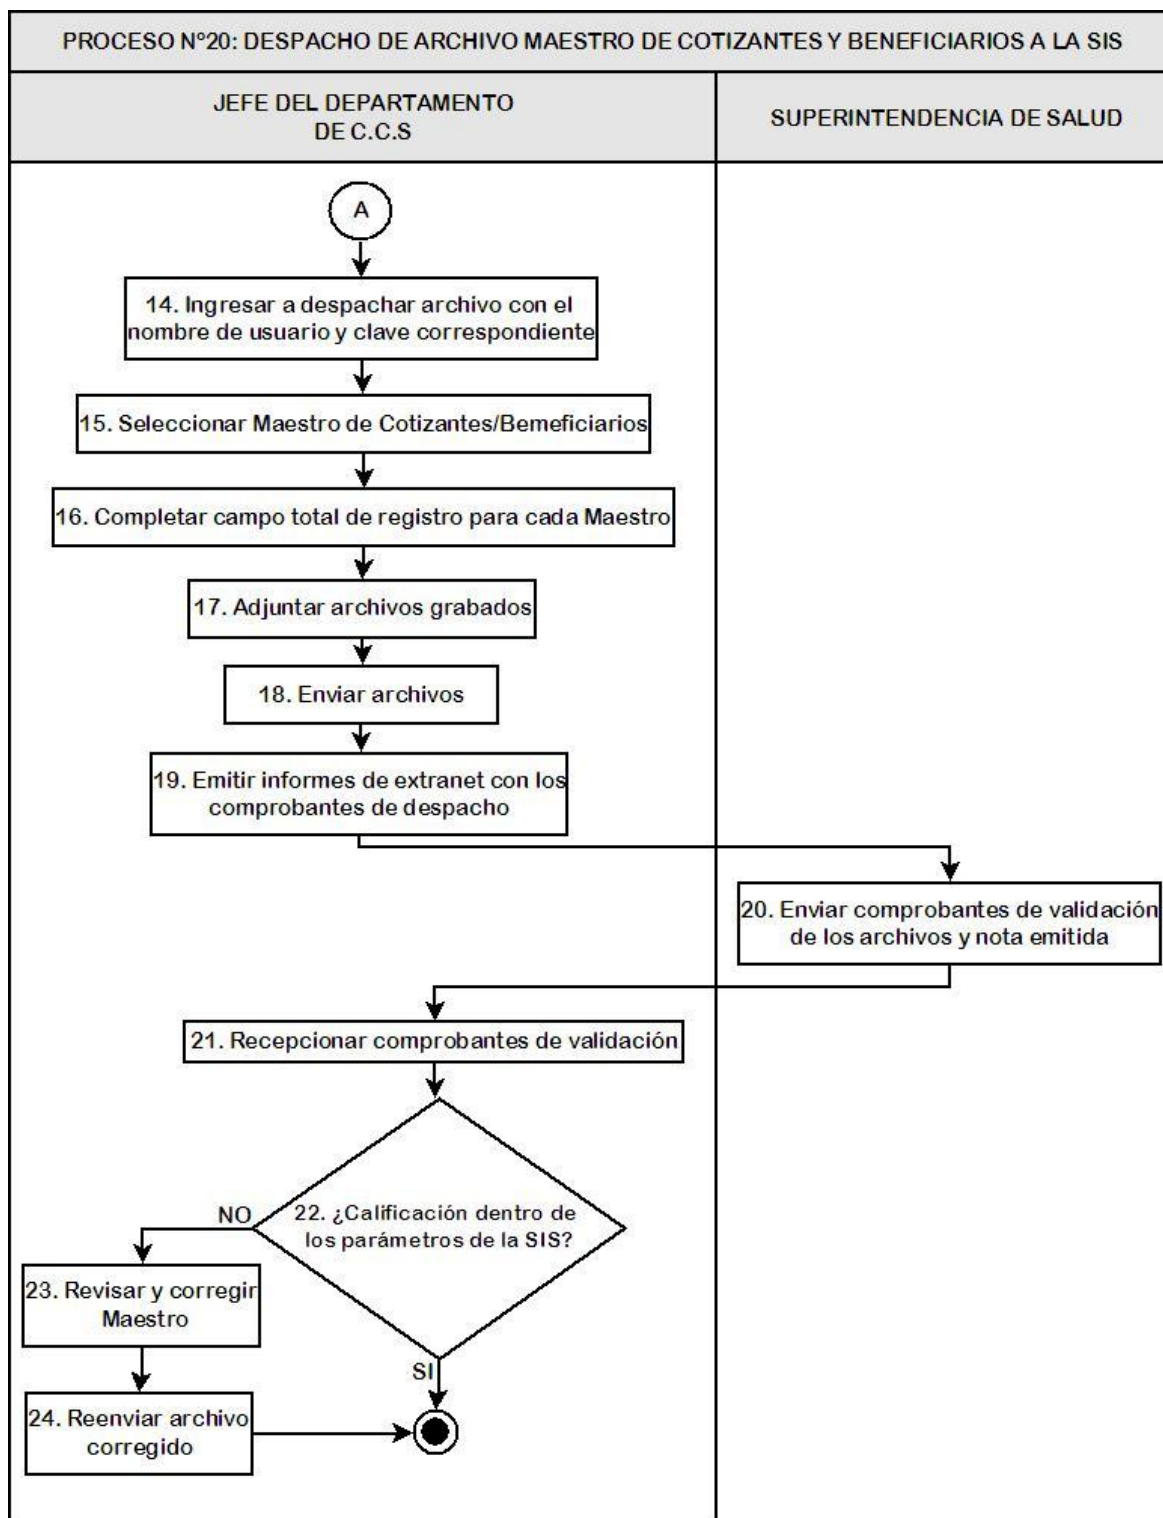 PROCESO N°20: DESPACHO DE ARCHIVO MAESTRO DE COTIZANTES Y BENEFICIARIOS A LA SIS
JEFE DEL DEPARTAMENTO
DE C.C.S
SUPERINTENDENCIA DE SALUD
A
14. Ingresar a despachar archivo con el
nombre de usuario y clave correspondiente
15. Seleccionar Maestro de Cotizantes/Bemeficiarios
16. Completar campo total de registro para cada Maestro
17. Adjuntar archivos grabados
18. Enviar archivos
19. Emitir informes de extranet con los
comprobantes de despacho
20. Enviar comprobantes de validación
de los archivos y nota emitida
21. Recepcionar comprobantes de validación
22. ¿Calificación dentro de
los parámetros de la SIS?
NO
23. Revisar y corregir
Maestro
SI
24. Reenviar archivo
corregido